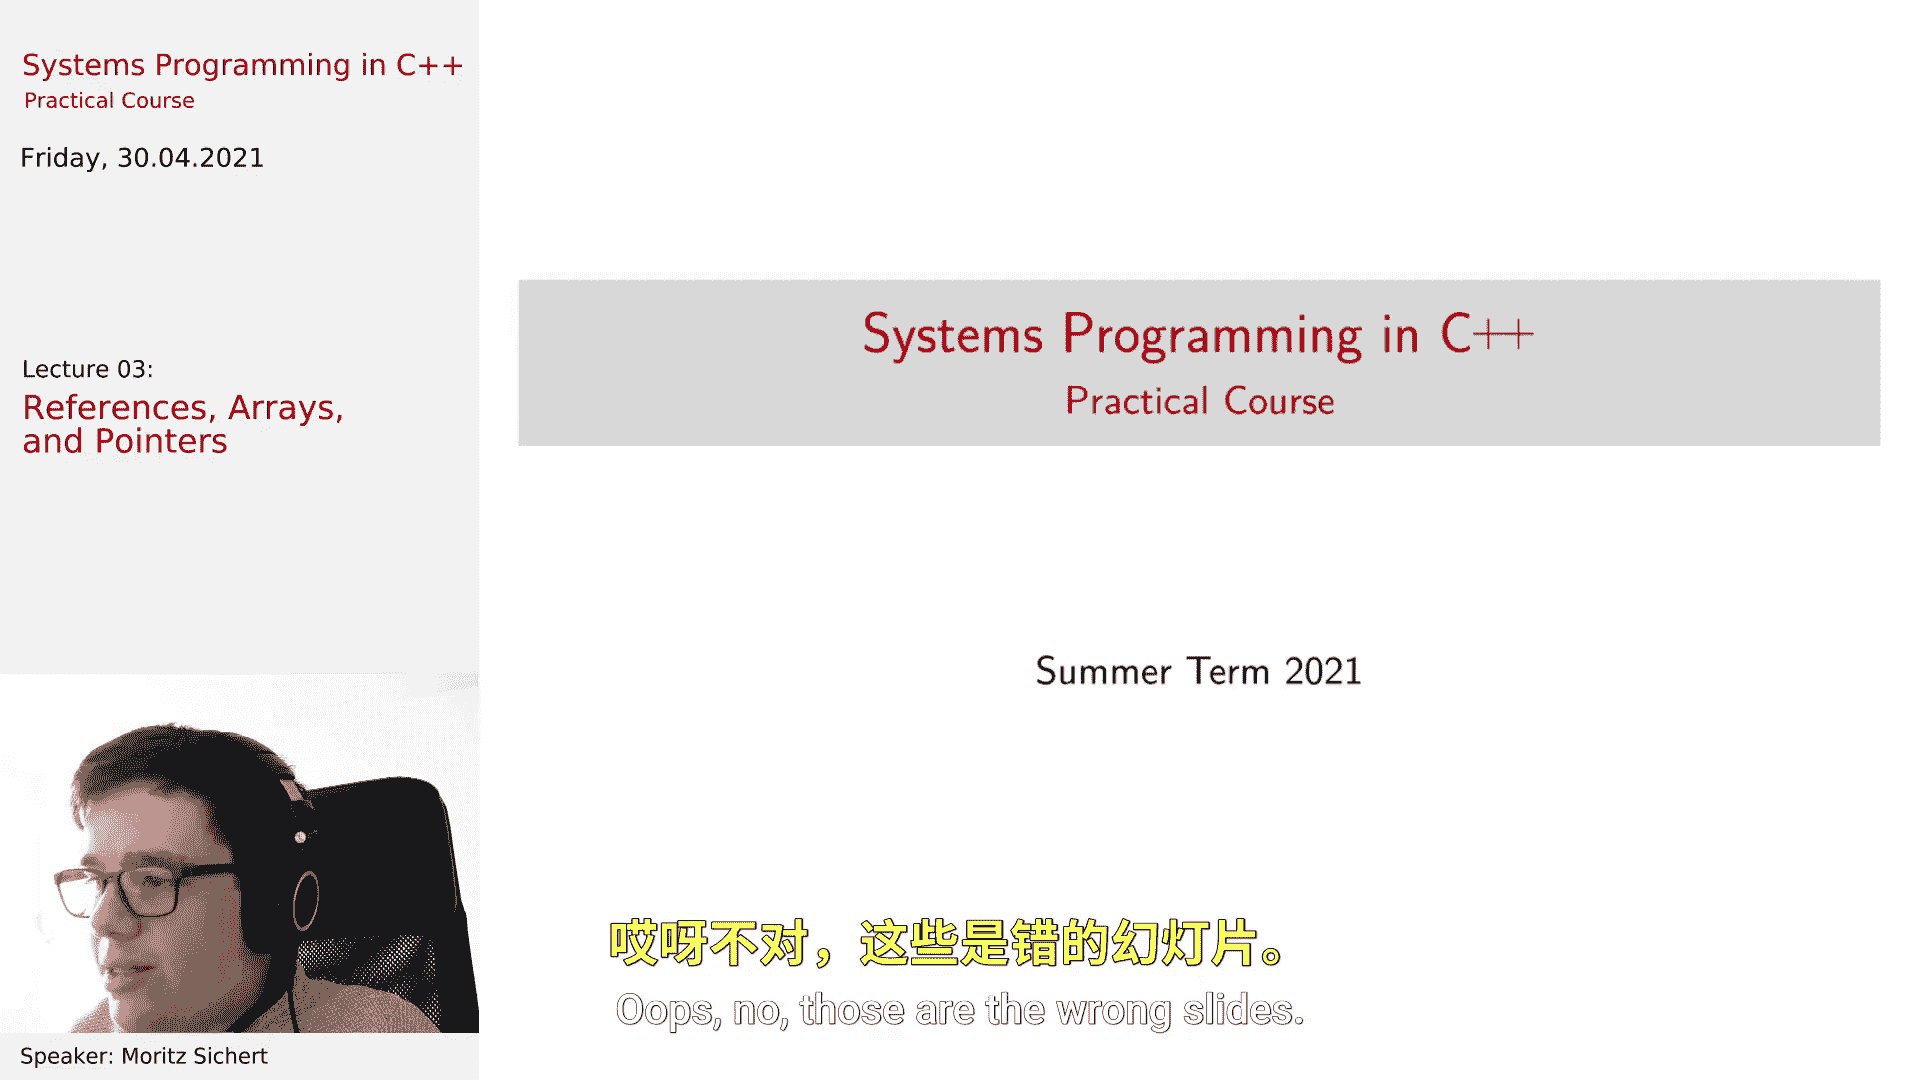 Systems Programming in C++
Practical Course
Friday, 30.04.2021
Lecture 03:
References, Arrays,
and Pointers
Speaker: Moritz Sichert
Systems Programming in C++
Practical Course
Summer Term 2021
哎呀不对，这些是错的幻灯片。
Oops, no, those are the wrong slides.